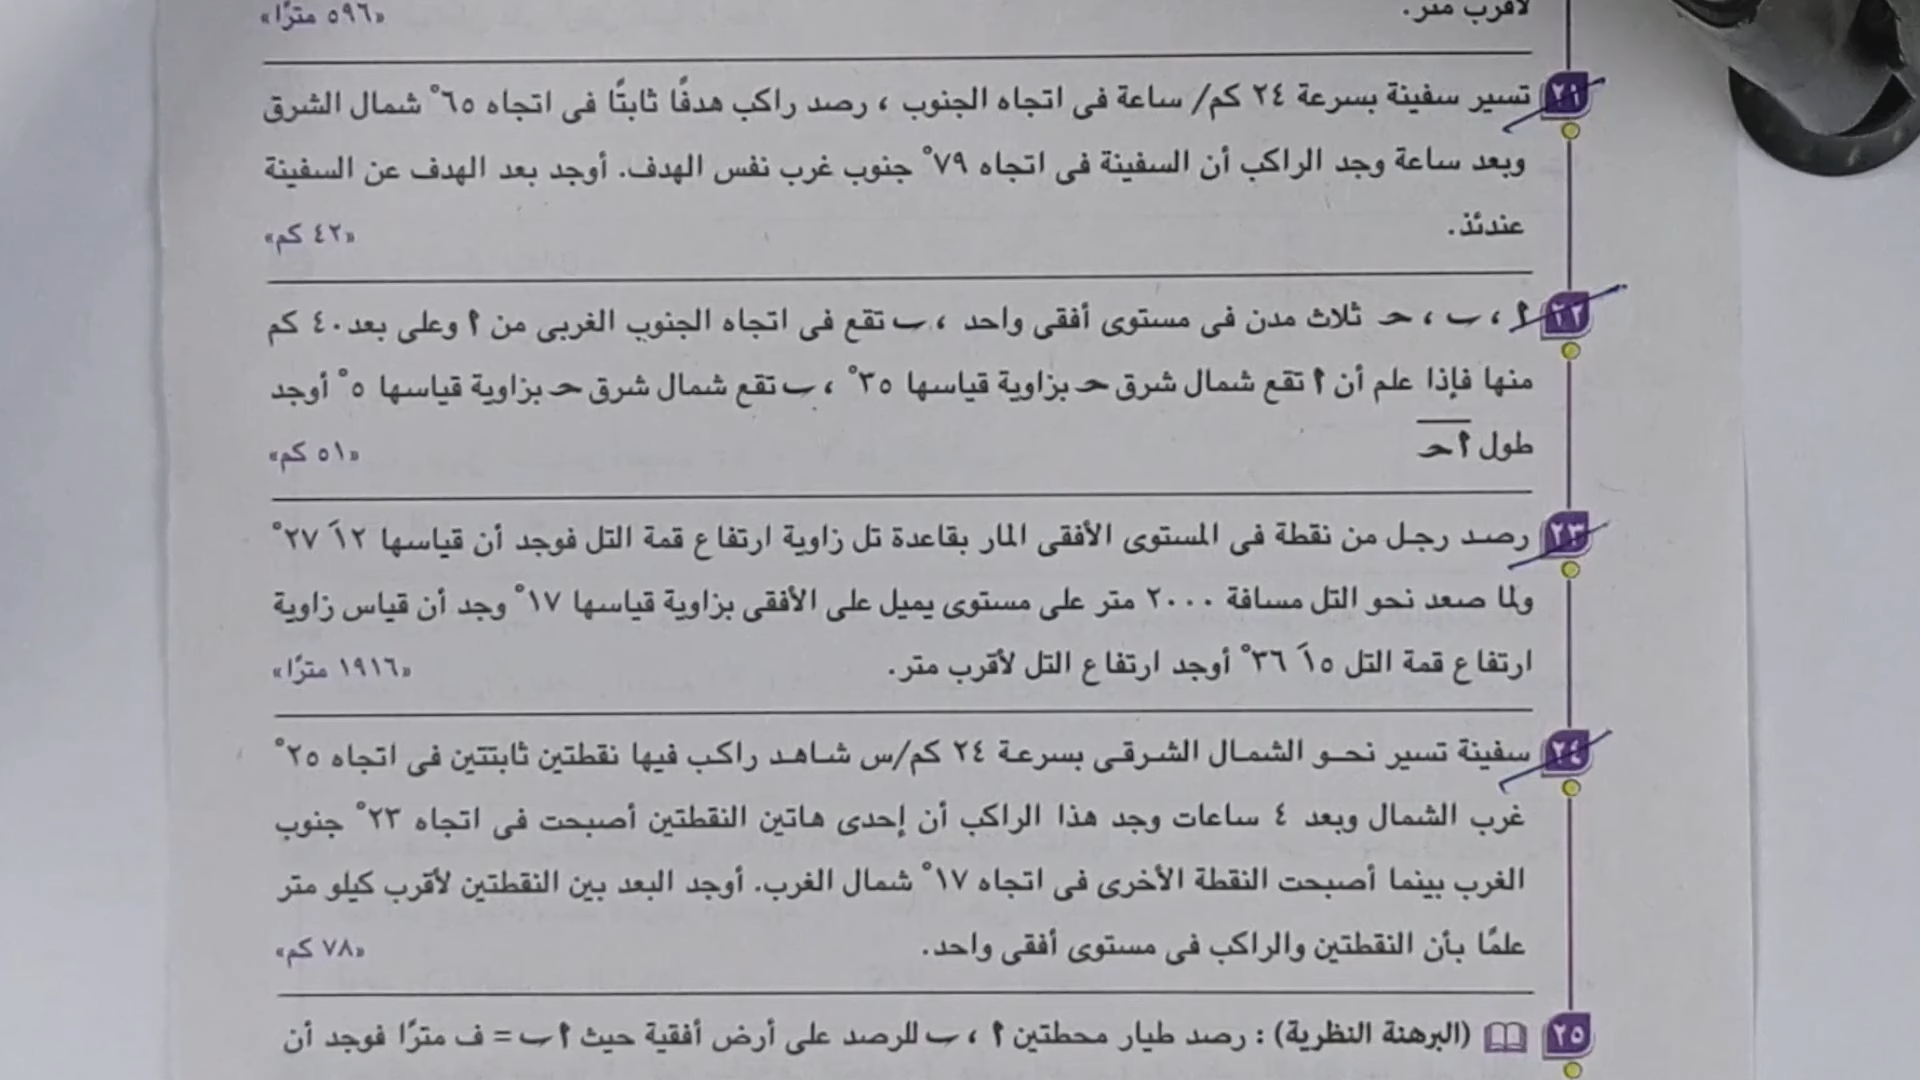 لأقرب متر. «٥٩٦ مترًا»
٢١ تسير سفينة بسرعة ٢٤ كم/ ساعة فى اتجاه الجنوب ، رصد راكب هدفًا ثابتًا فى اتجاه ٦٥° شمال الشرق
وبعد ساعة وجد الراكب أن السفينة فى اتجاه ٧٩° جنوب غرب نفس الهدف. أوجد بعد الهدف عن السفينة
عندئذ. «٤٢ كم»
٢٢ ا ، ب ، حـ ثلاث مدن فى مستوى أفقى واحد ، ب تقع فى اتجاه الجنوب الغربى من ا وعلى بعد ٤٠ كم
منها فإذا علم أن ا تقع شمال شرق حـ بزاوية قياسها ٣٥° ، ب تقع شمال شرق حـ بزاوية قياسها ٥° أوجد
طول ا حـ «٥١ كم»
٢٣ رصد رجل من نقطة فى المستوى الأفقى المار بقاعدة تل زاوية ارتفاع قمة التل فوجد أن قياسها ١٢َ ٢٧°
ولما صعد نحو التل مسافة ٢٠٠٠ متر على مستوى يميل على الأفقى بزاوية قياسها ١٧° وجد أن قياس زاوية
ارتفاع قمة التل ١٥َ ٣٦° أوجد ارتفاع التل لأقرب متر. «١٩١٦ مترًا»
٢٤ سفينة تسير نحو الشمال الشرقى بسرعة ٢٤ كم/س شاهد راكب فيها نقطتين ثابتتين فى اتجاه ٢٥°
غرب الشمال وبعد ٤ ساعات وجد هذا الراكب أن إحدى هاتين النقطتين أصبحت فى اتجاه ٢٣° جنوب
الغرب بينما أصبحت النقطة الأخرى فى اتجاه ١٧° شمال الغرب. أوجد البعد بين النقطتين لأقرب كيلو متر
علمًا بأن النقطتين والراكب فى مستوى أفقى واحد. «٧٨ كم»
٢٥ (البرهنة النظرية) : رصد طيار محطتين ا ، ب للرصد على أرض أفقية حيث ا ب = ف مترًا فوجد أن